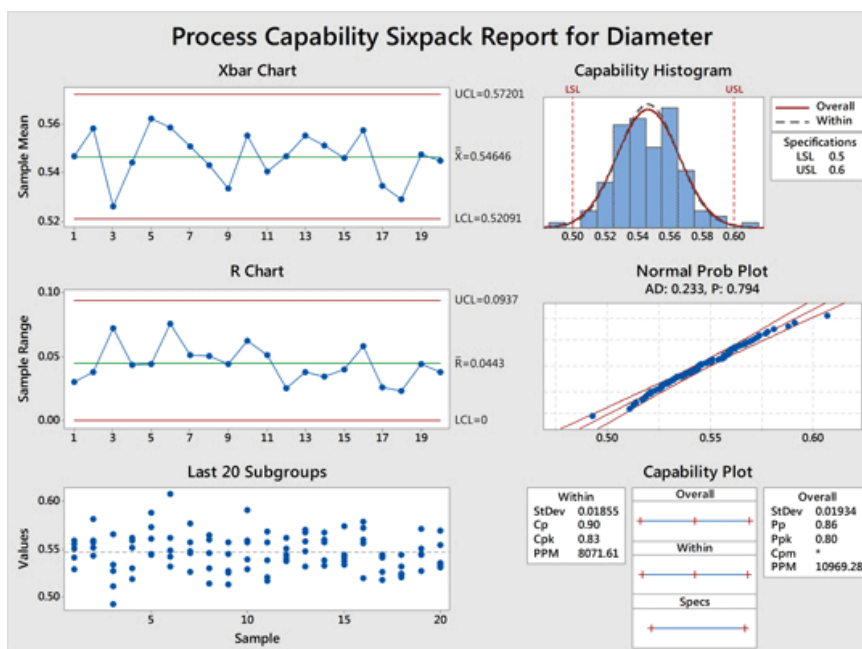 Process Capability Sixpack Report for Diameter
Xbar Chart
Sample Mean
0.56
0.54
0.52
1 3 5 7 9 11 13 15 17 19
UCL=0.57201
X̿=0.54646
LCL=0.52091
Capability Histogram
LSL USL
0.50 0.52 0.54 0.56 0.58 0.60
Overall
Within
Specifications
LSL 0.5
USL 0.6
R Chart
Sample Range
0.10
0.05
0.00
1 3 5 7 9 11 13 15 17 19
UCL=0.0937
R̅=0.0443
LCL=0
Normal Prob Plot
AD: 0.233, P: 0.794
0.50 0.55 0.60
Last 20 Subgroups
Values
0.60
0.55
0.50
5 10 15 20
Sample
Capability Plot
Within
StDev 0.01855
Cp 0.90
Cpk 0.83
PPM 8071.61
Overall
Within
Specs
Overall
StDev 0.01934
Pp 0.86
Ppk 0.80
Cpm *
PPM 10969.28